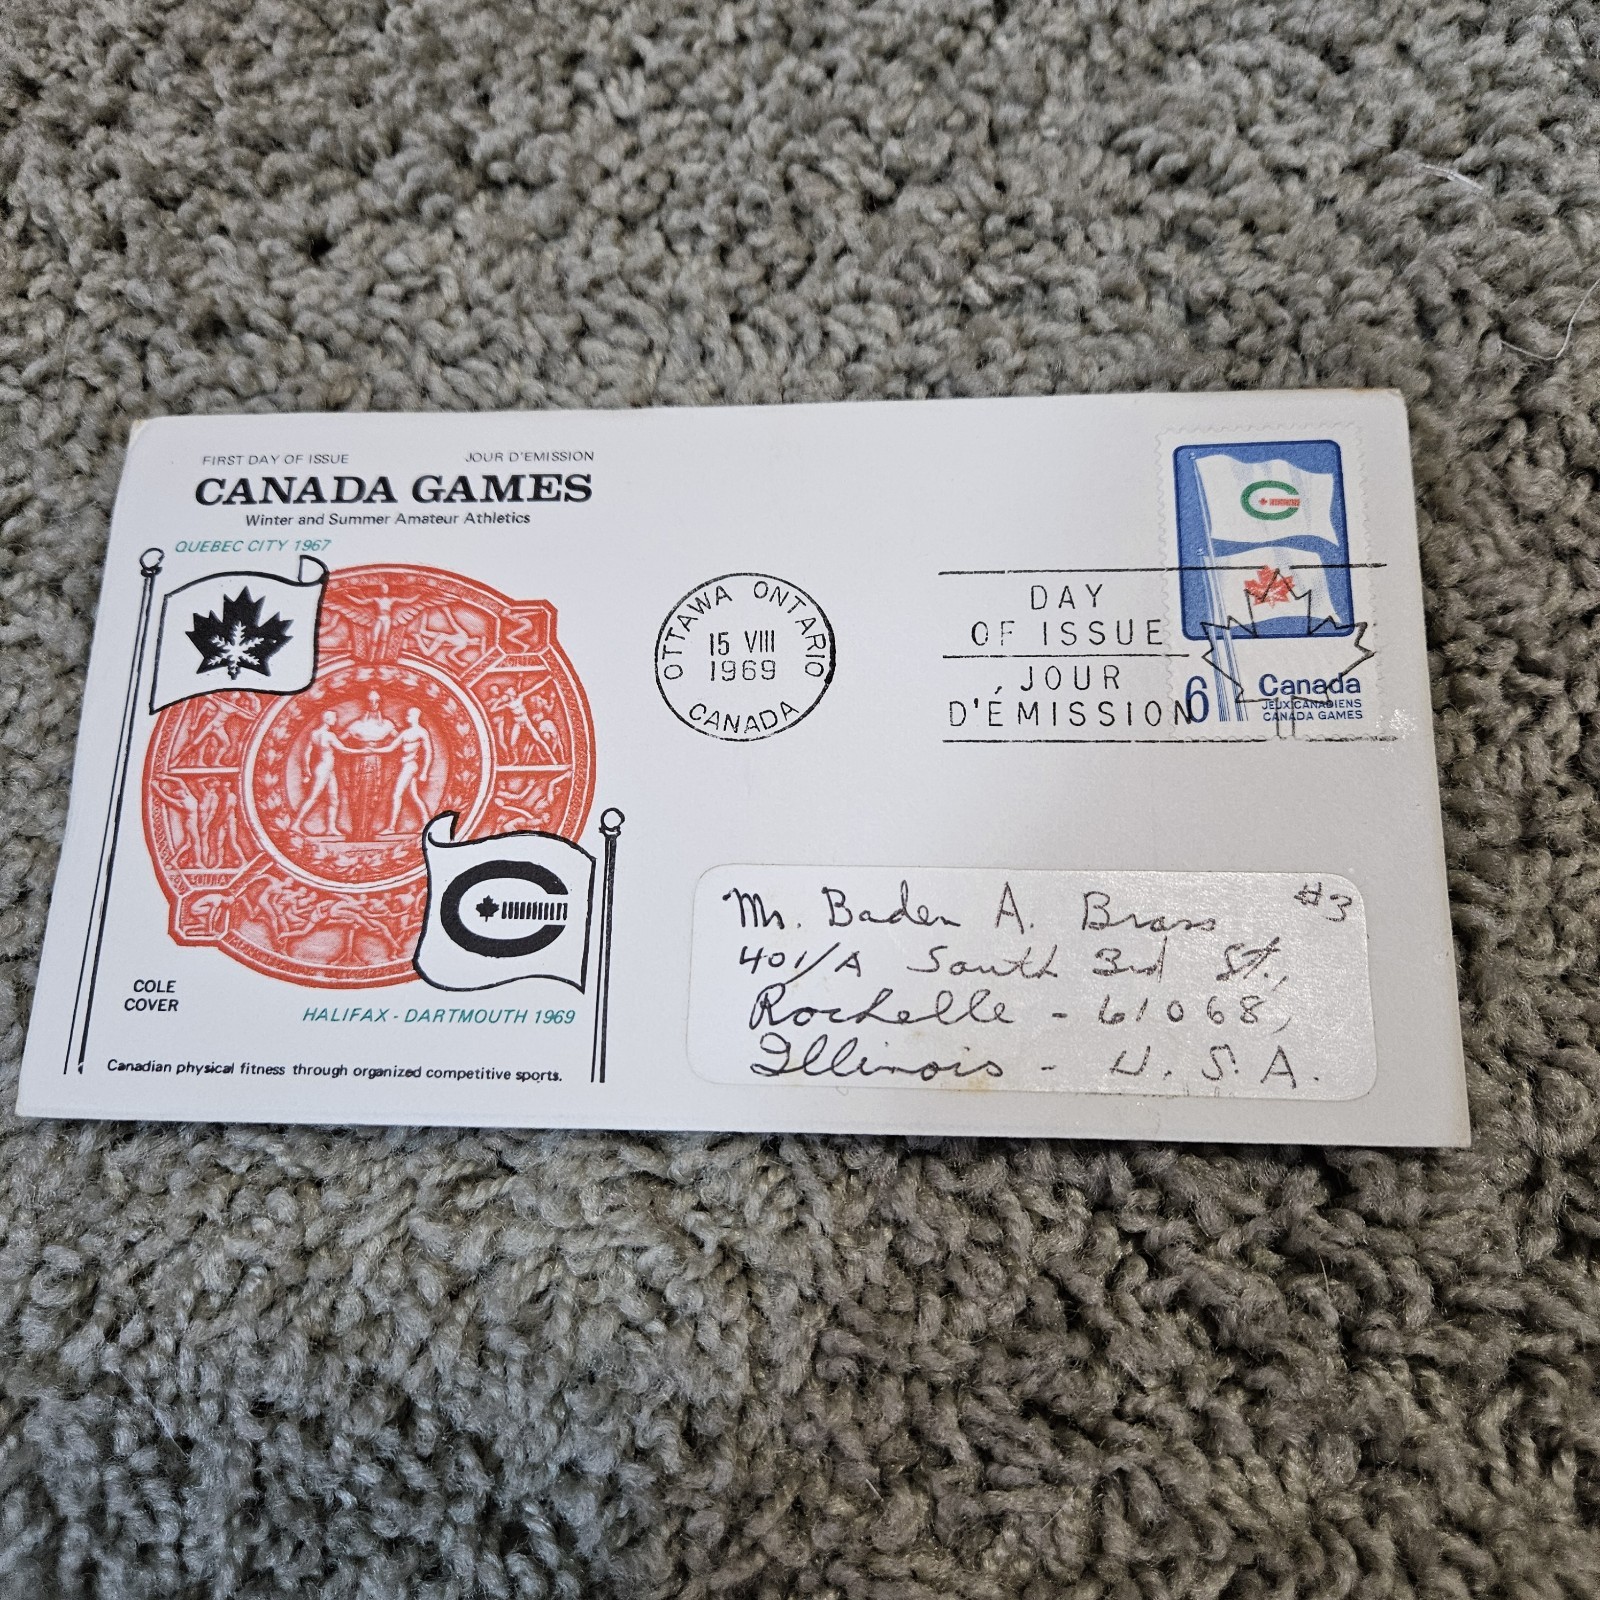 FIRST DAY OF ISSUE JOUR D'EMISSION
CANADA GAMES
Winter and Summer Amateur Athletics
QUEBEC CITY 1967
COLE
COVER
HALIFAX - DARTMOUTH 1969
Canadian physical fitness through organized competitive sports.
OTTAWA ONTARIO
15 VIII
1969
CANADA
DAY
OF ISSUE
JOUR
D'ÉMISSION
6
Canada
JEUX CANADIENS
CANADA GAMES
Mr. Baden A. Brass #3
401/A South 3rd St.,
Rochelle - 61068,
Illinois - U.S.A.